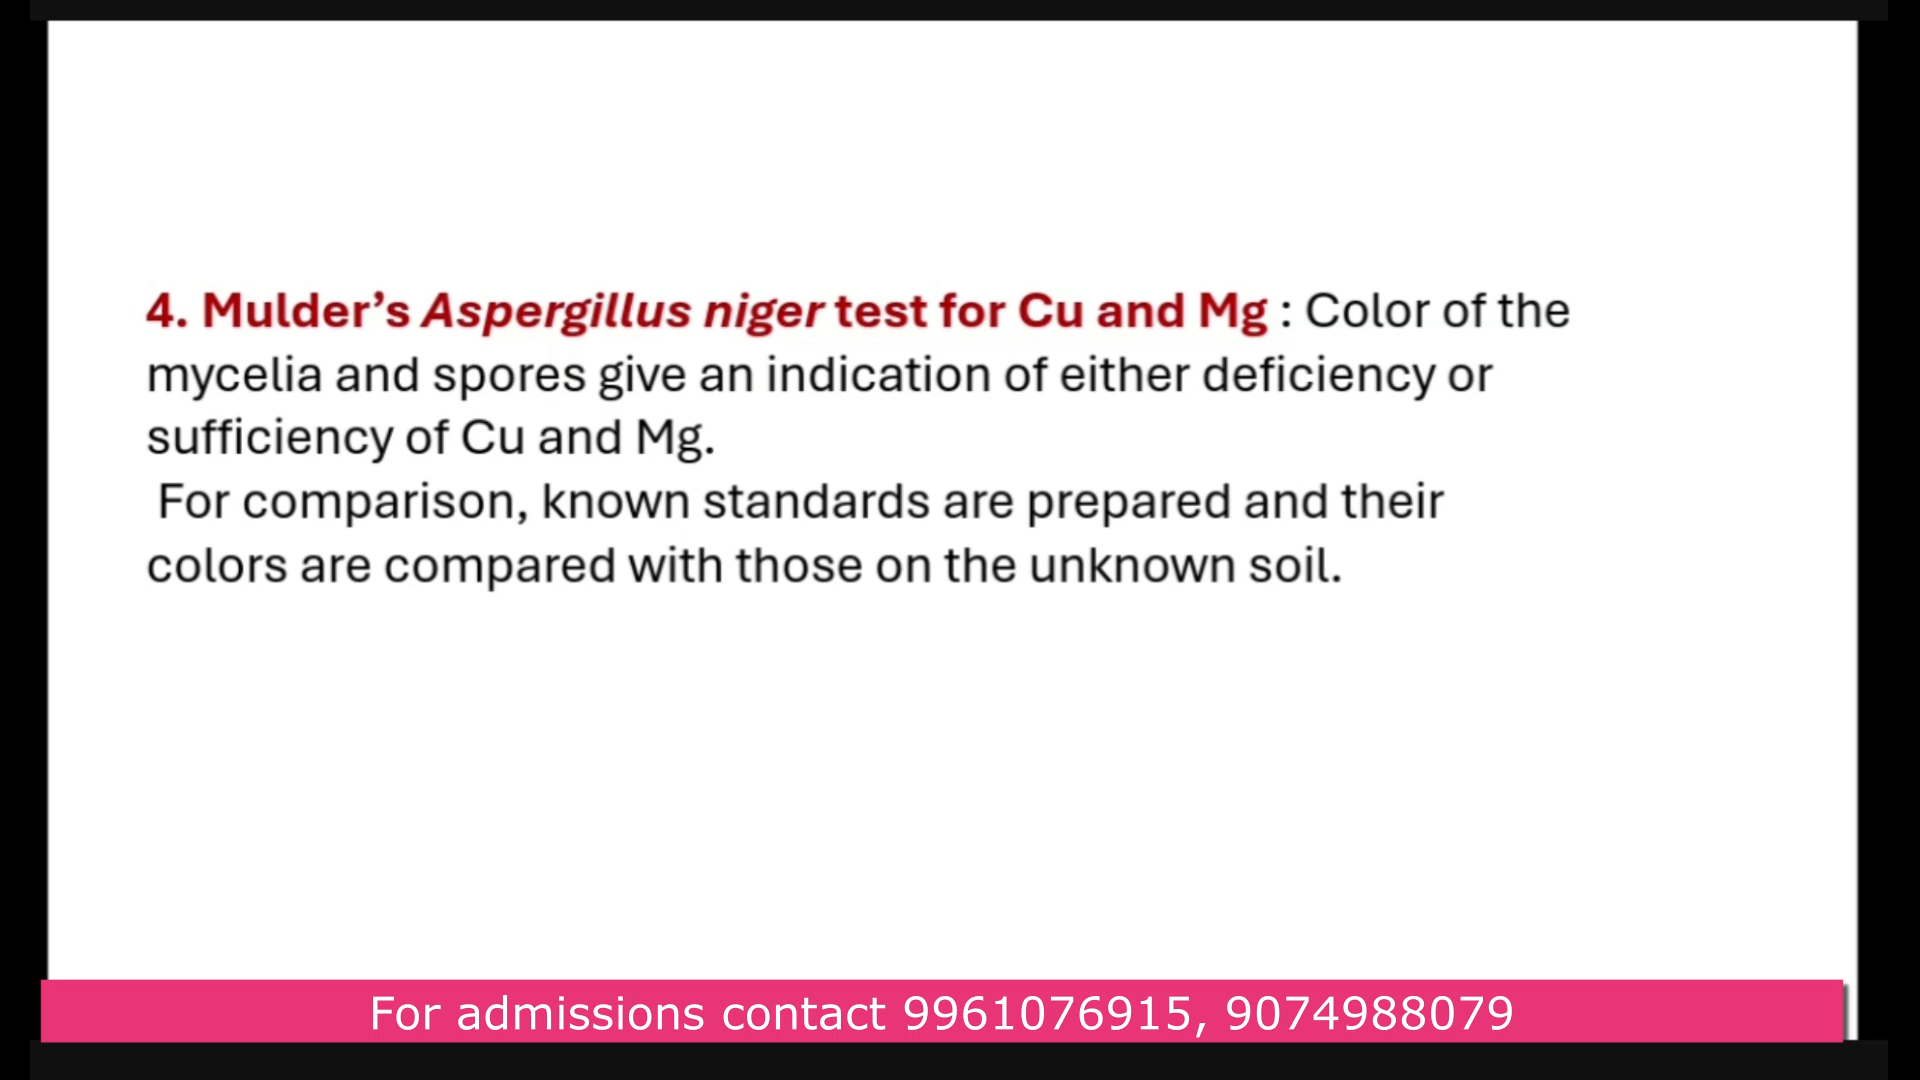 4. Mulder’s Aspergillus niger test for Cu and Mg : Color of the
mycelia and spores give an indication of either deficiency or
sufficiency of Cu and Mg.
For comparison, known standards are prepared and their
colors are compared with those on the unknown soil.
For admissions contact 9961076915, 9074988079